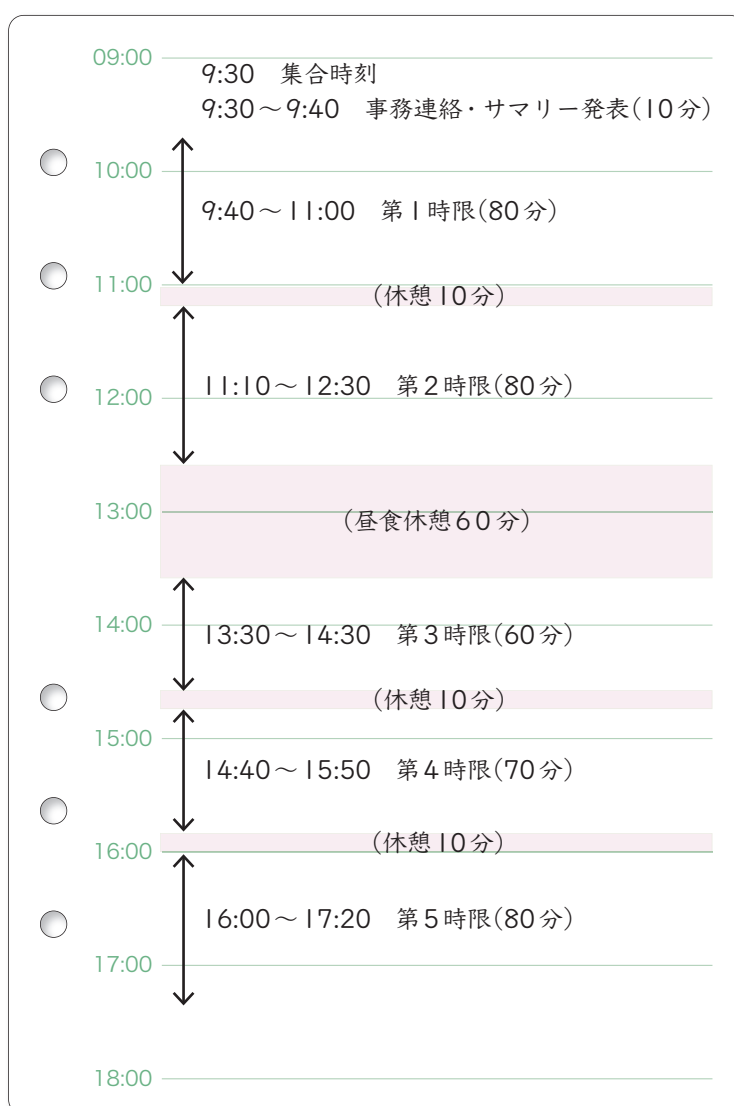 09:00
9:30 集合時刻
9:30～9:40 事務連絡・サマリー発表(10分)
10:00
9:40～11:00 第1時限(80分)
11:00
(休憩10分)
11:10～12:30 第2時限(80分)
12:00
13:00
(昼食休憩60分)
14:00
13:30～14:30 第3時限(60分)
(休憩10分)
15:00
14:40～15:50 第4時限(70分)
16:00
(休憩10分)
16:00～17:20 第5時限(80分)
17:00
18:00